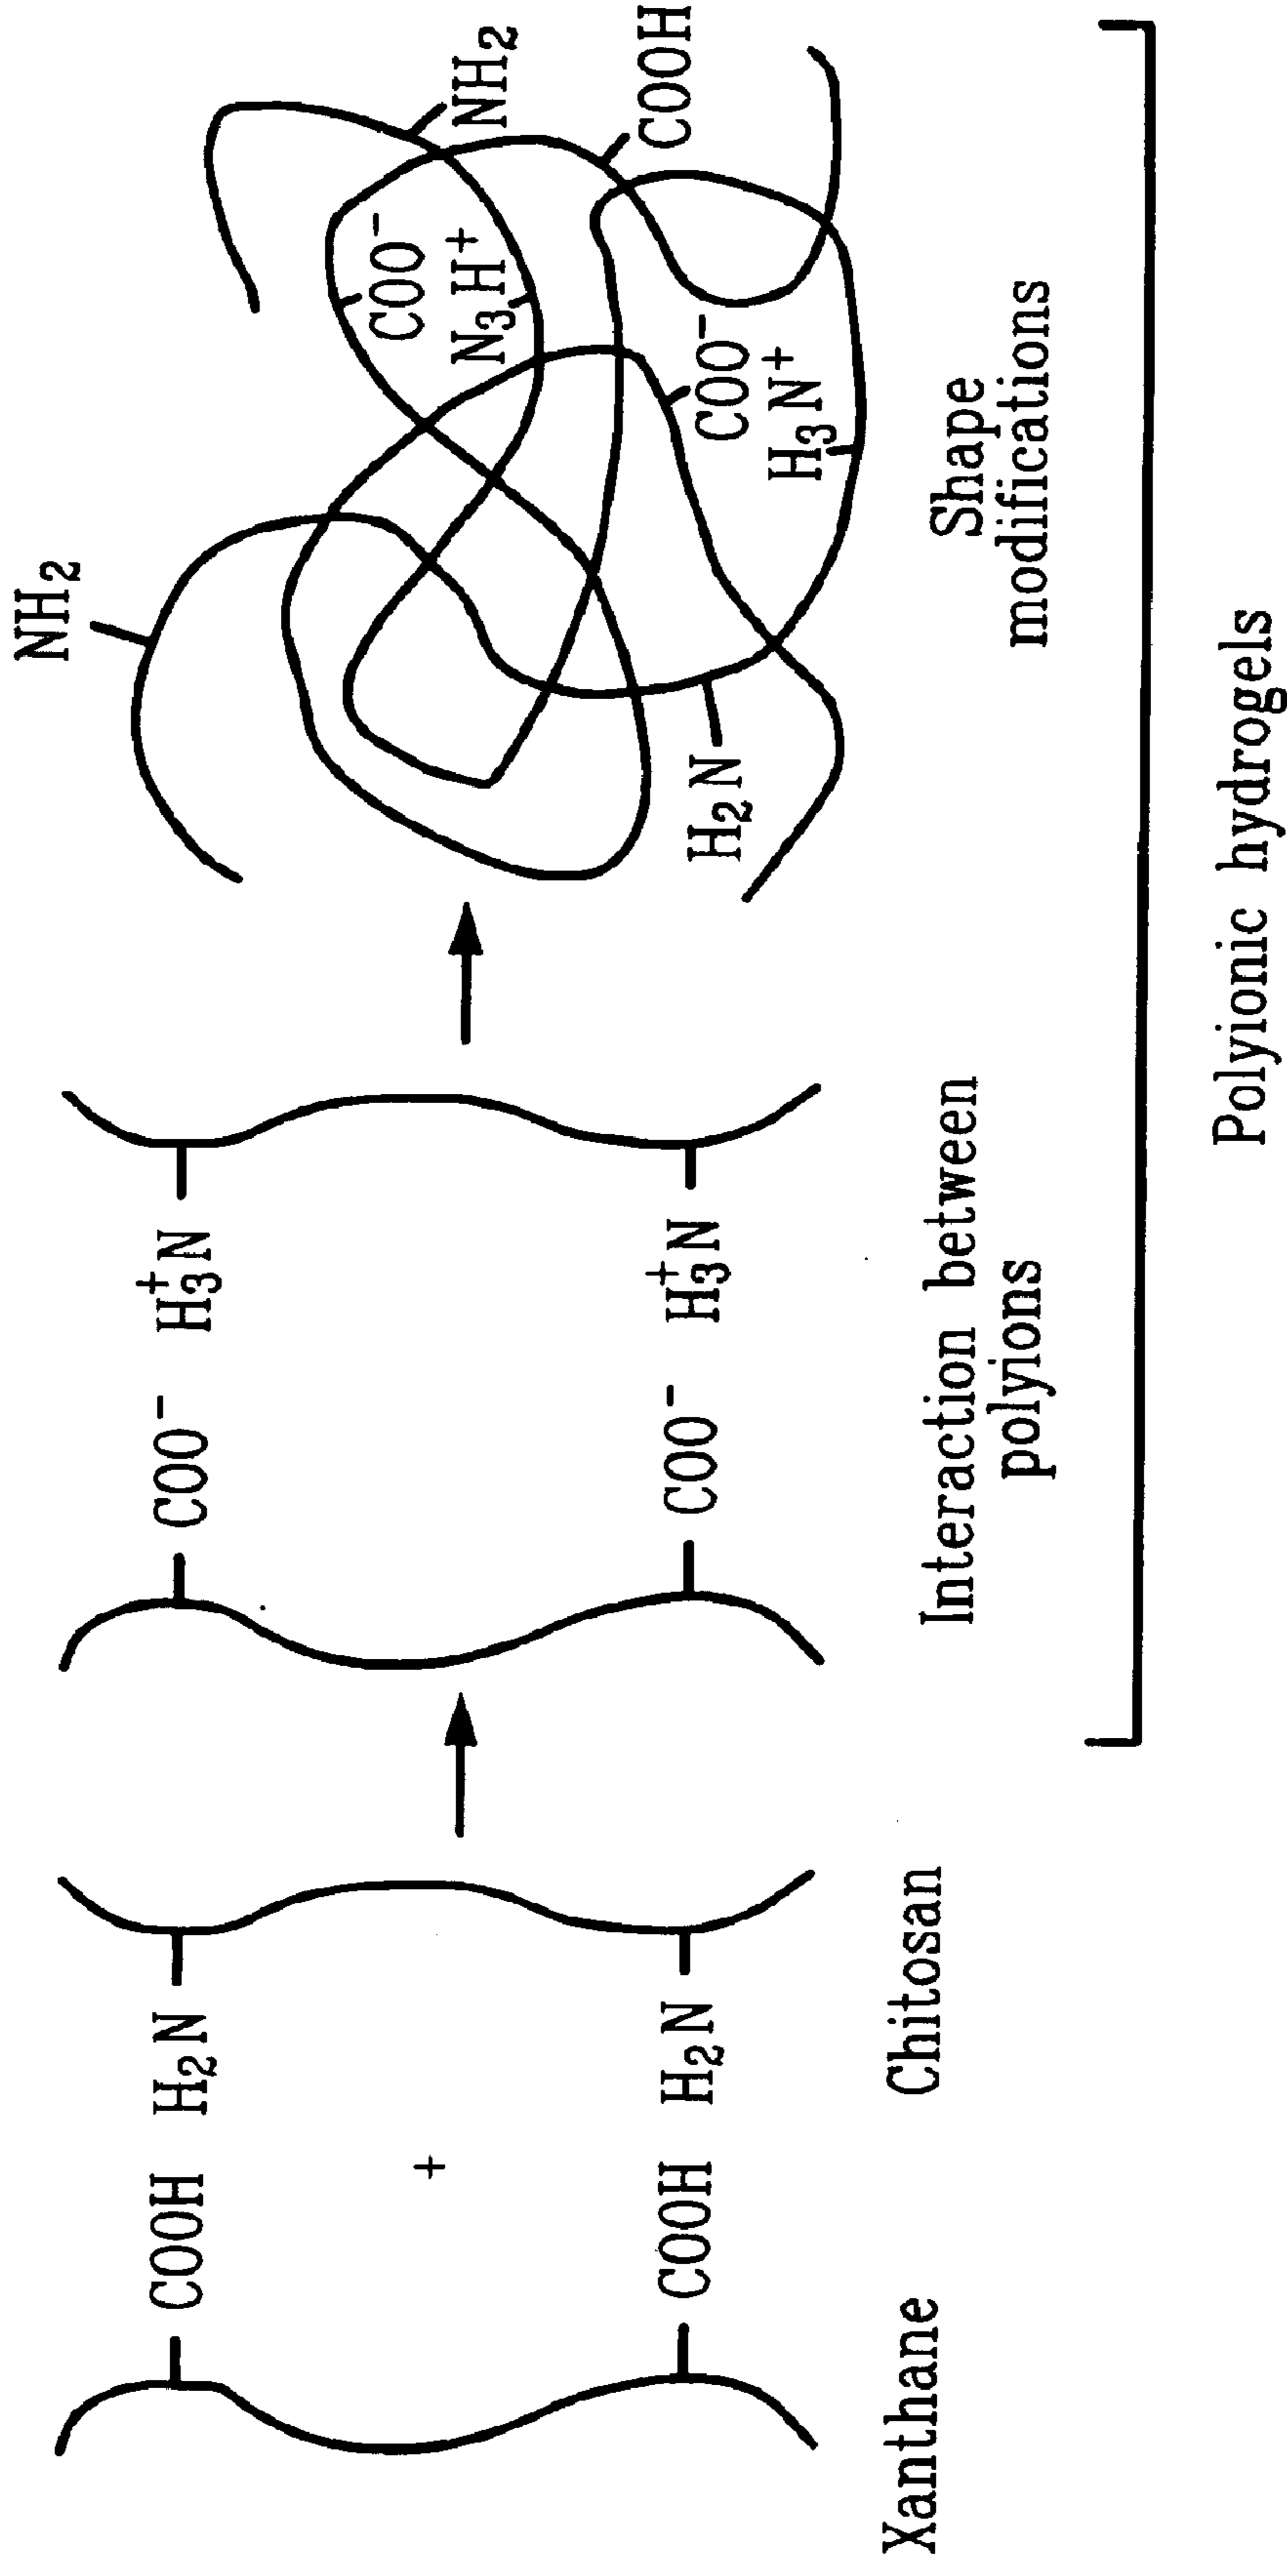 COOH H2N
+
COOH H2N
Xanthane
Chitosan
COO⁻ H3⁺N
COO⁻ H3⁺N
Interaction between
polyions
NH2
NH2
COO⁻
N3H⁺
COOH
COO⁻
H3N⁺
H2N
Shape
modifications
Polyionic hydrogels